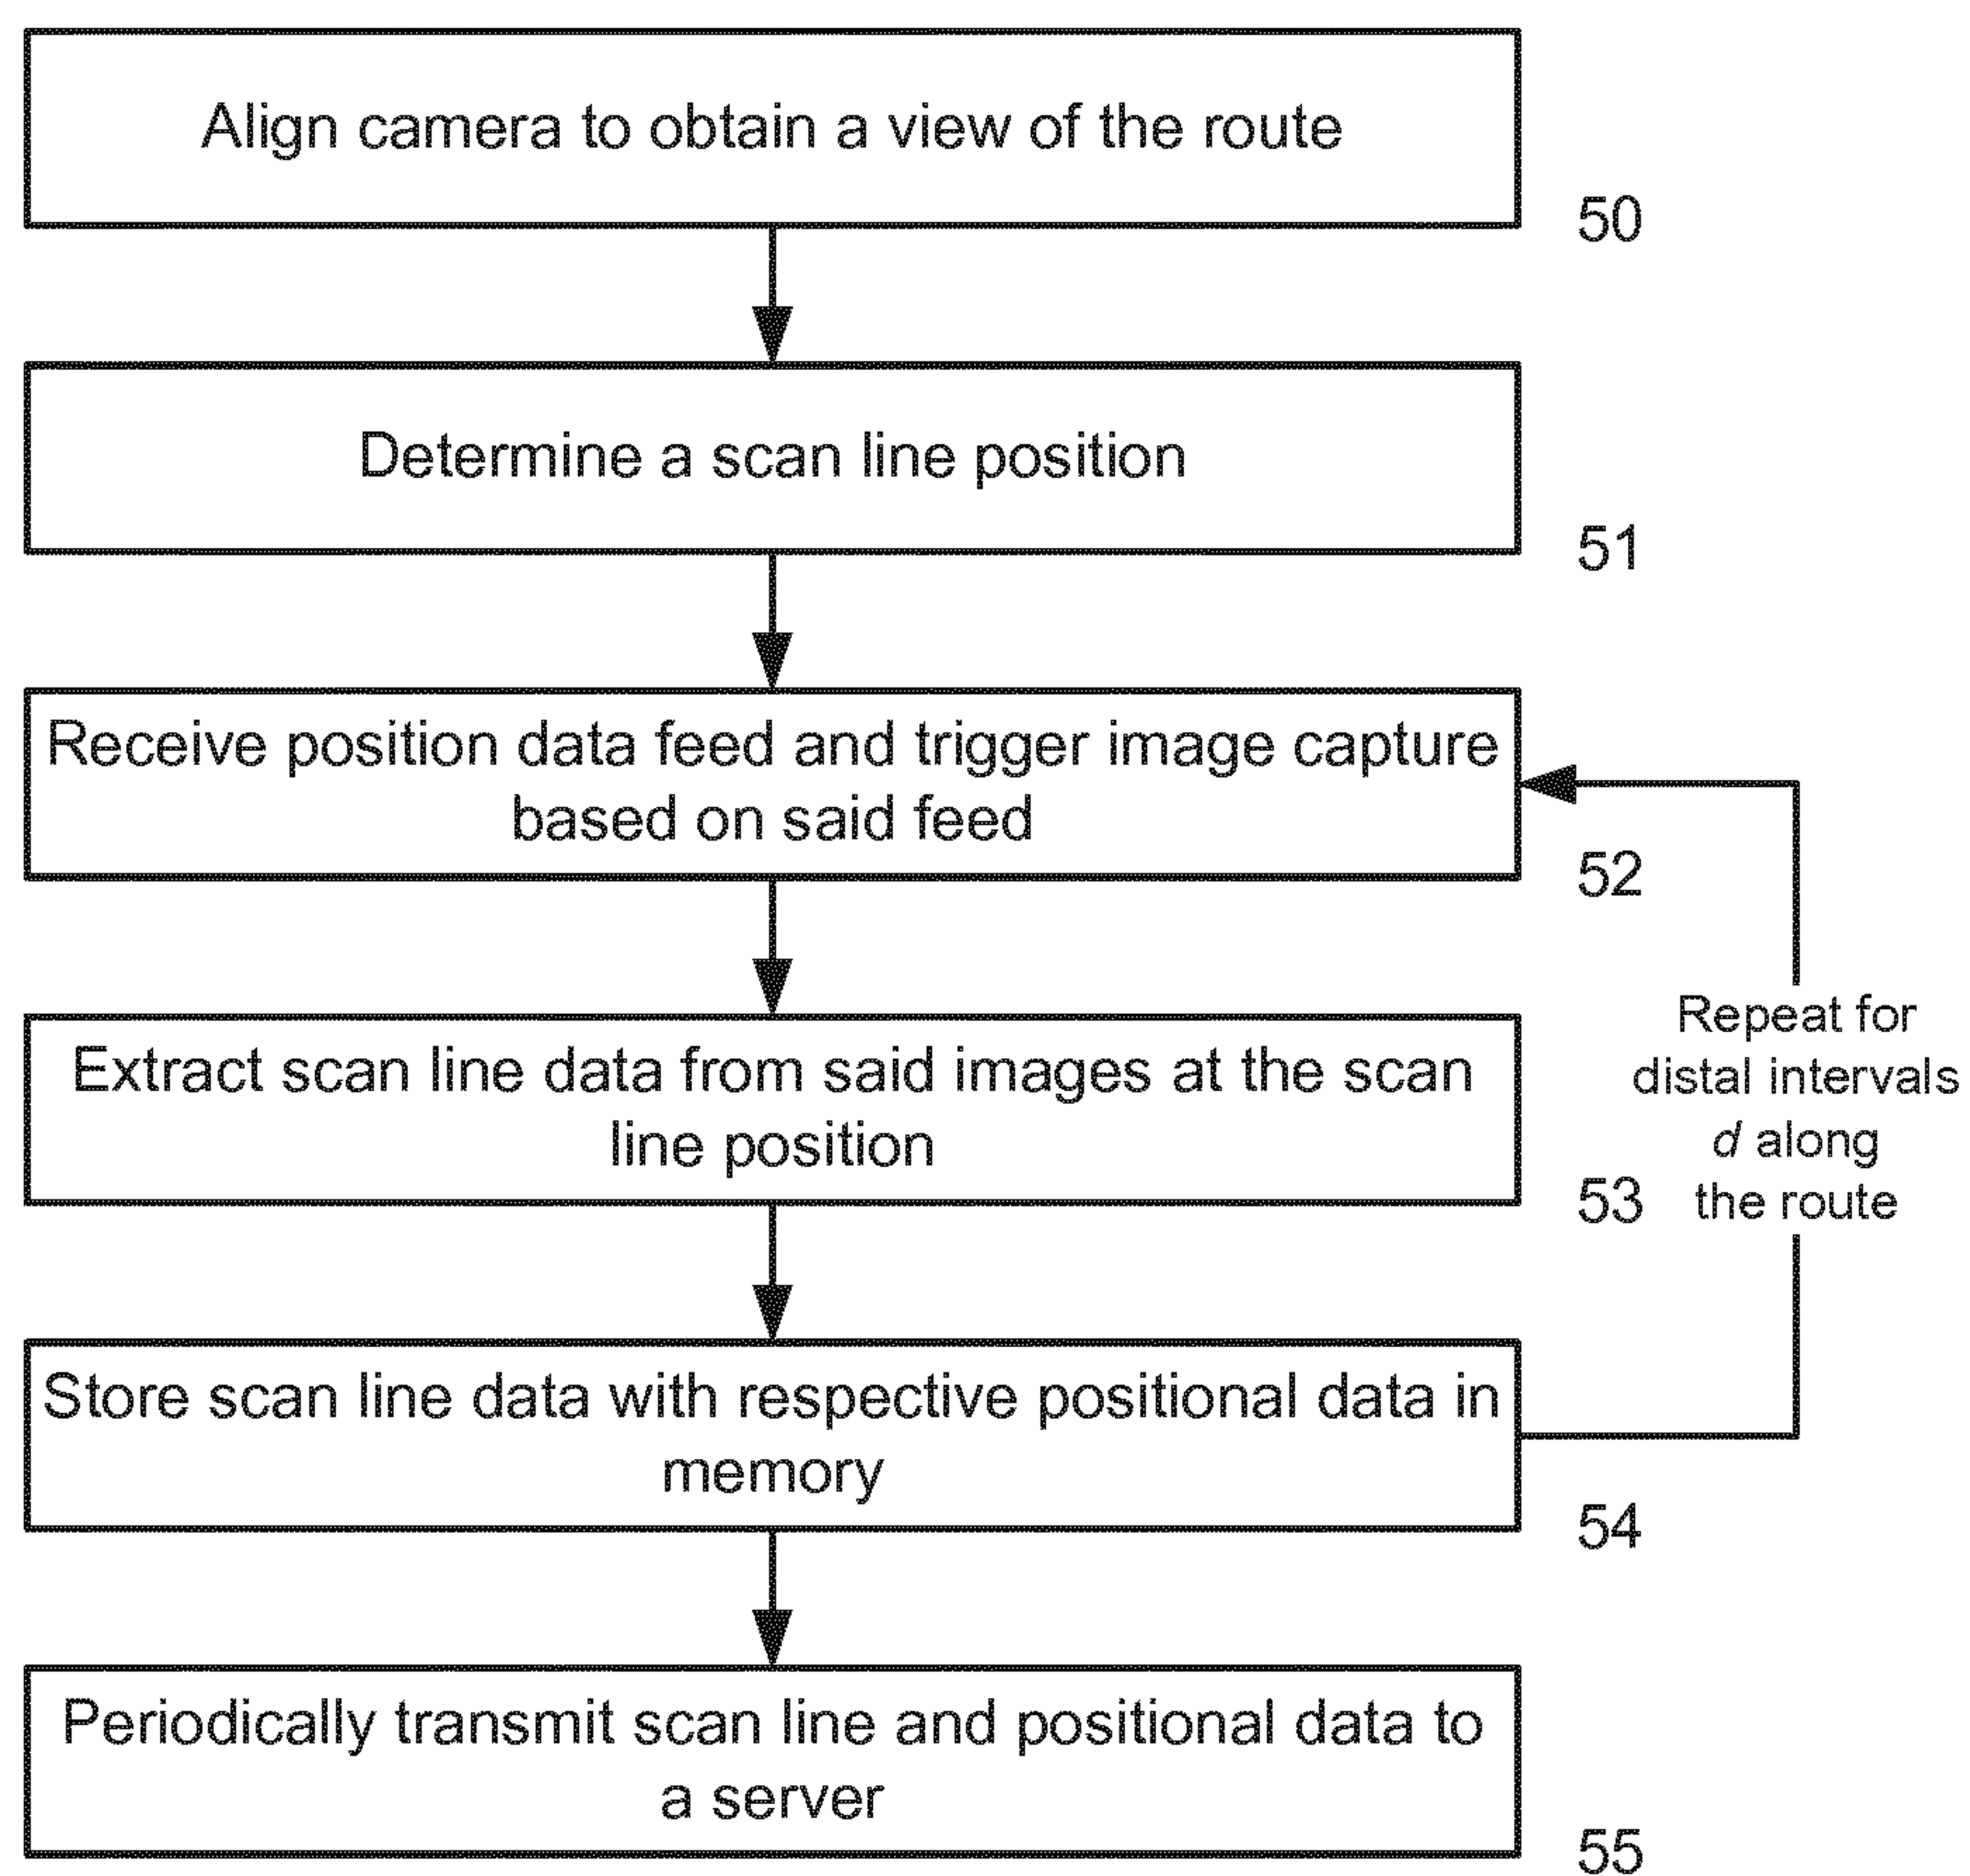 Align camera to obtain a view of the route
50
Determine a scan line position
51
Receive position data feed and trigger image capture
based on said feed
52
Extract scan line data from said images at the scan
line position
53
Repeat for
distal intervals
d along
the route
Store scan line data with respective positional data in
memory
54
Periodically transmit scan line and positional data to
a server
55